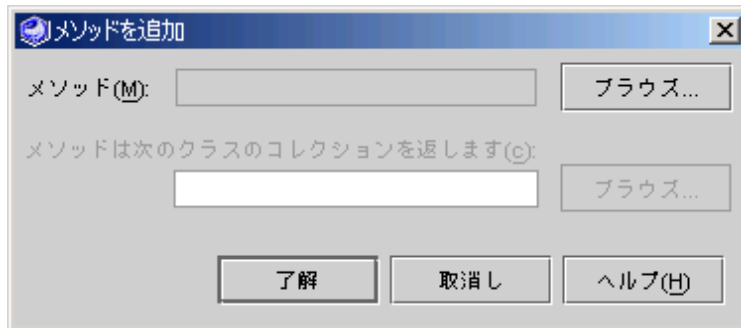 メソッドを追加
メソッド(M): ブラウズ...
メソッドは次のクラスのコレクションを返します(C):
ブラウズ...
了解 取消し ヘルプ(H)